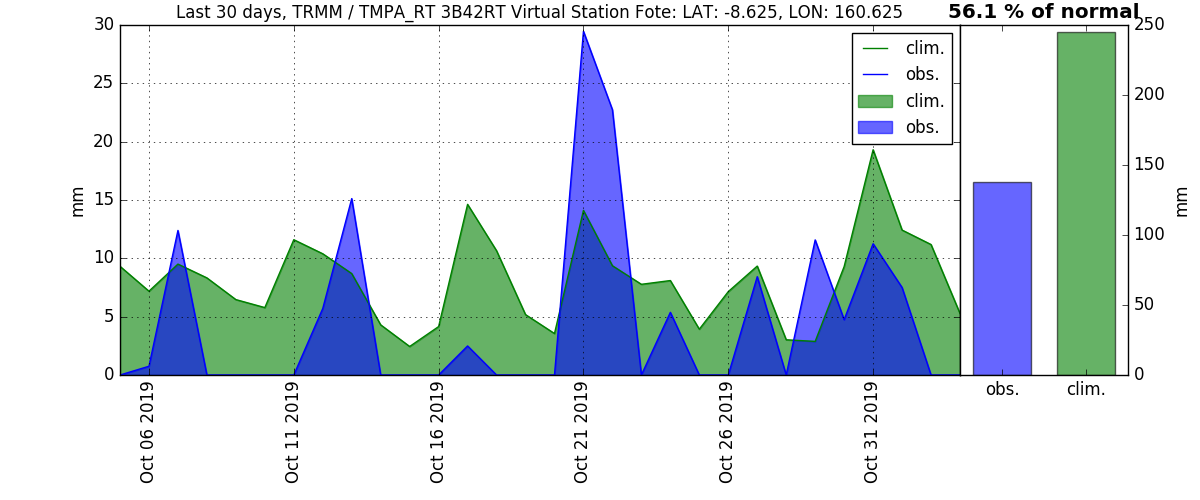 Last 30 days, TRMM / TMPA_RT 3B42RT Virtual Station Fote: LAT: -8.625, LON: 160.625
56.1 % of normal
30
25
20
15
10
5
0
mm
clim.
obs.
clim.
obs.
250
200
150
100
50
0
mm
Oct 06 2019
Oct 11 2019
Oct 16 2019
Oct 21 2019
Oct 26 2019
Oct 31 2019
obs.
clim.